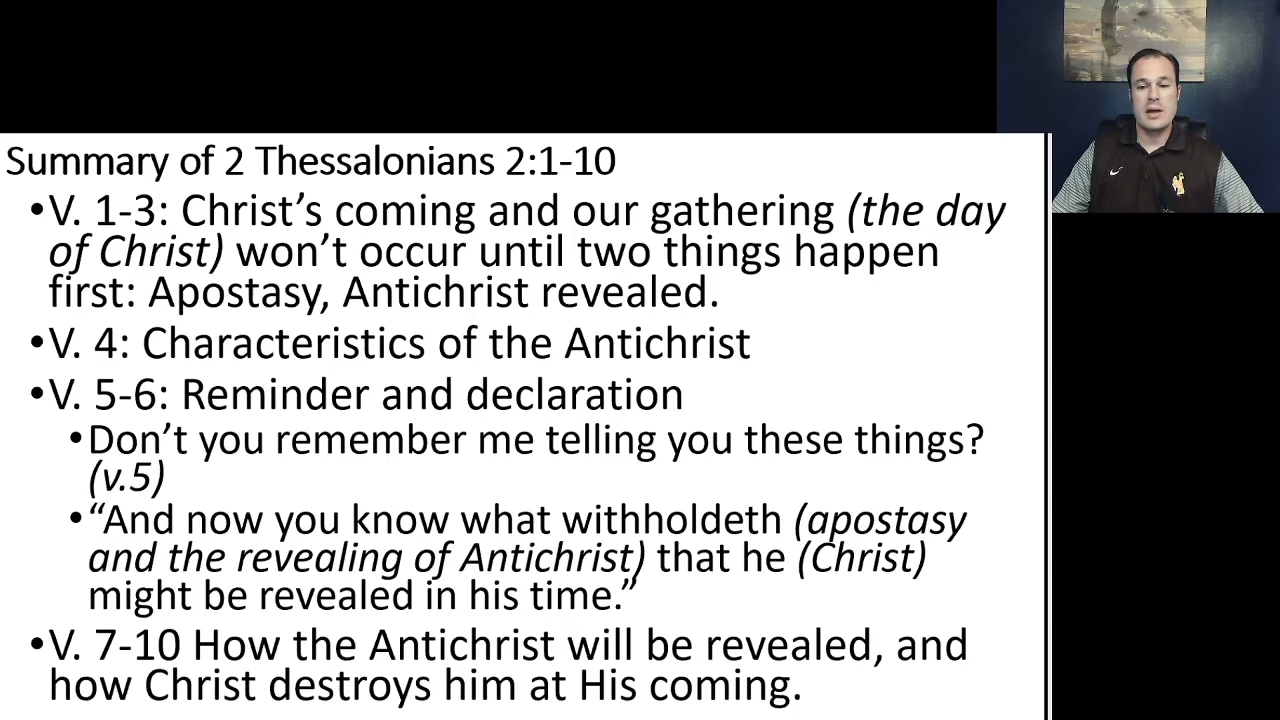 Summary of 2 Thessalonians 2:1-10
•V. 1-3: Christ’s coming and our gathering (the day
of Christ) won’t occur until two things happen
first: Apostasy, Antichrist revealed.
•V. 4: Characteristics of the Antichrist
•V. 5-6: Reminder and declaration
•Don’t you remember me telling you these things?
(v.5)
•“And now you know what withholdeth (apostasy
and the revealing of Antichrist) that he (Christ)
might be revealed in his time.”
•V. 7-10 How the Antichrist will be revealed, and
how Christ destroys him at His coming.